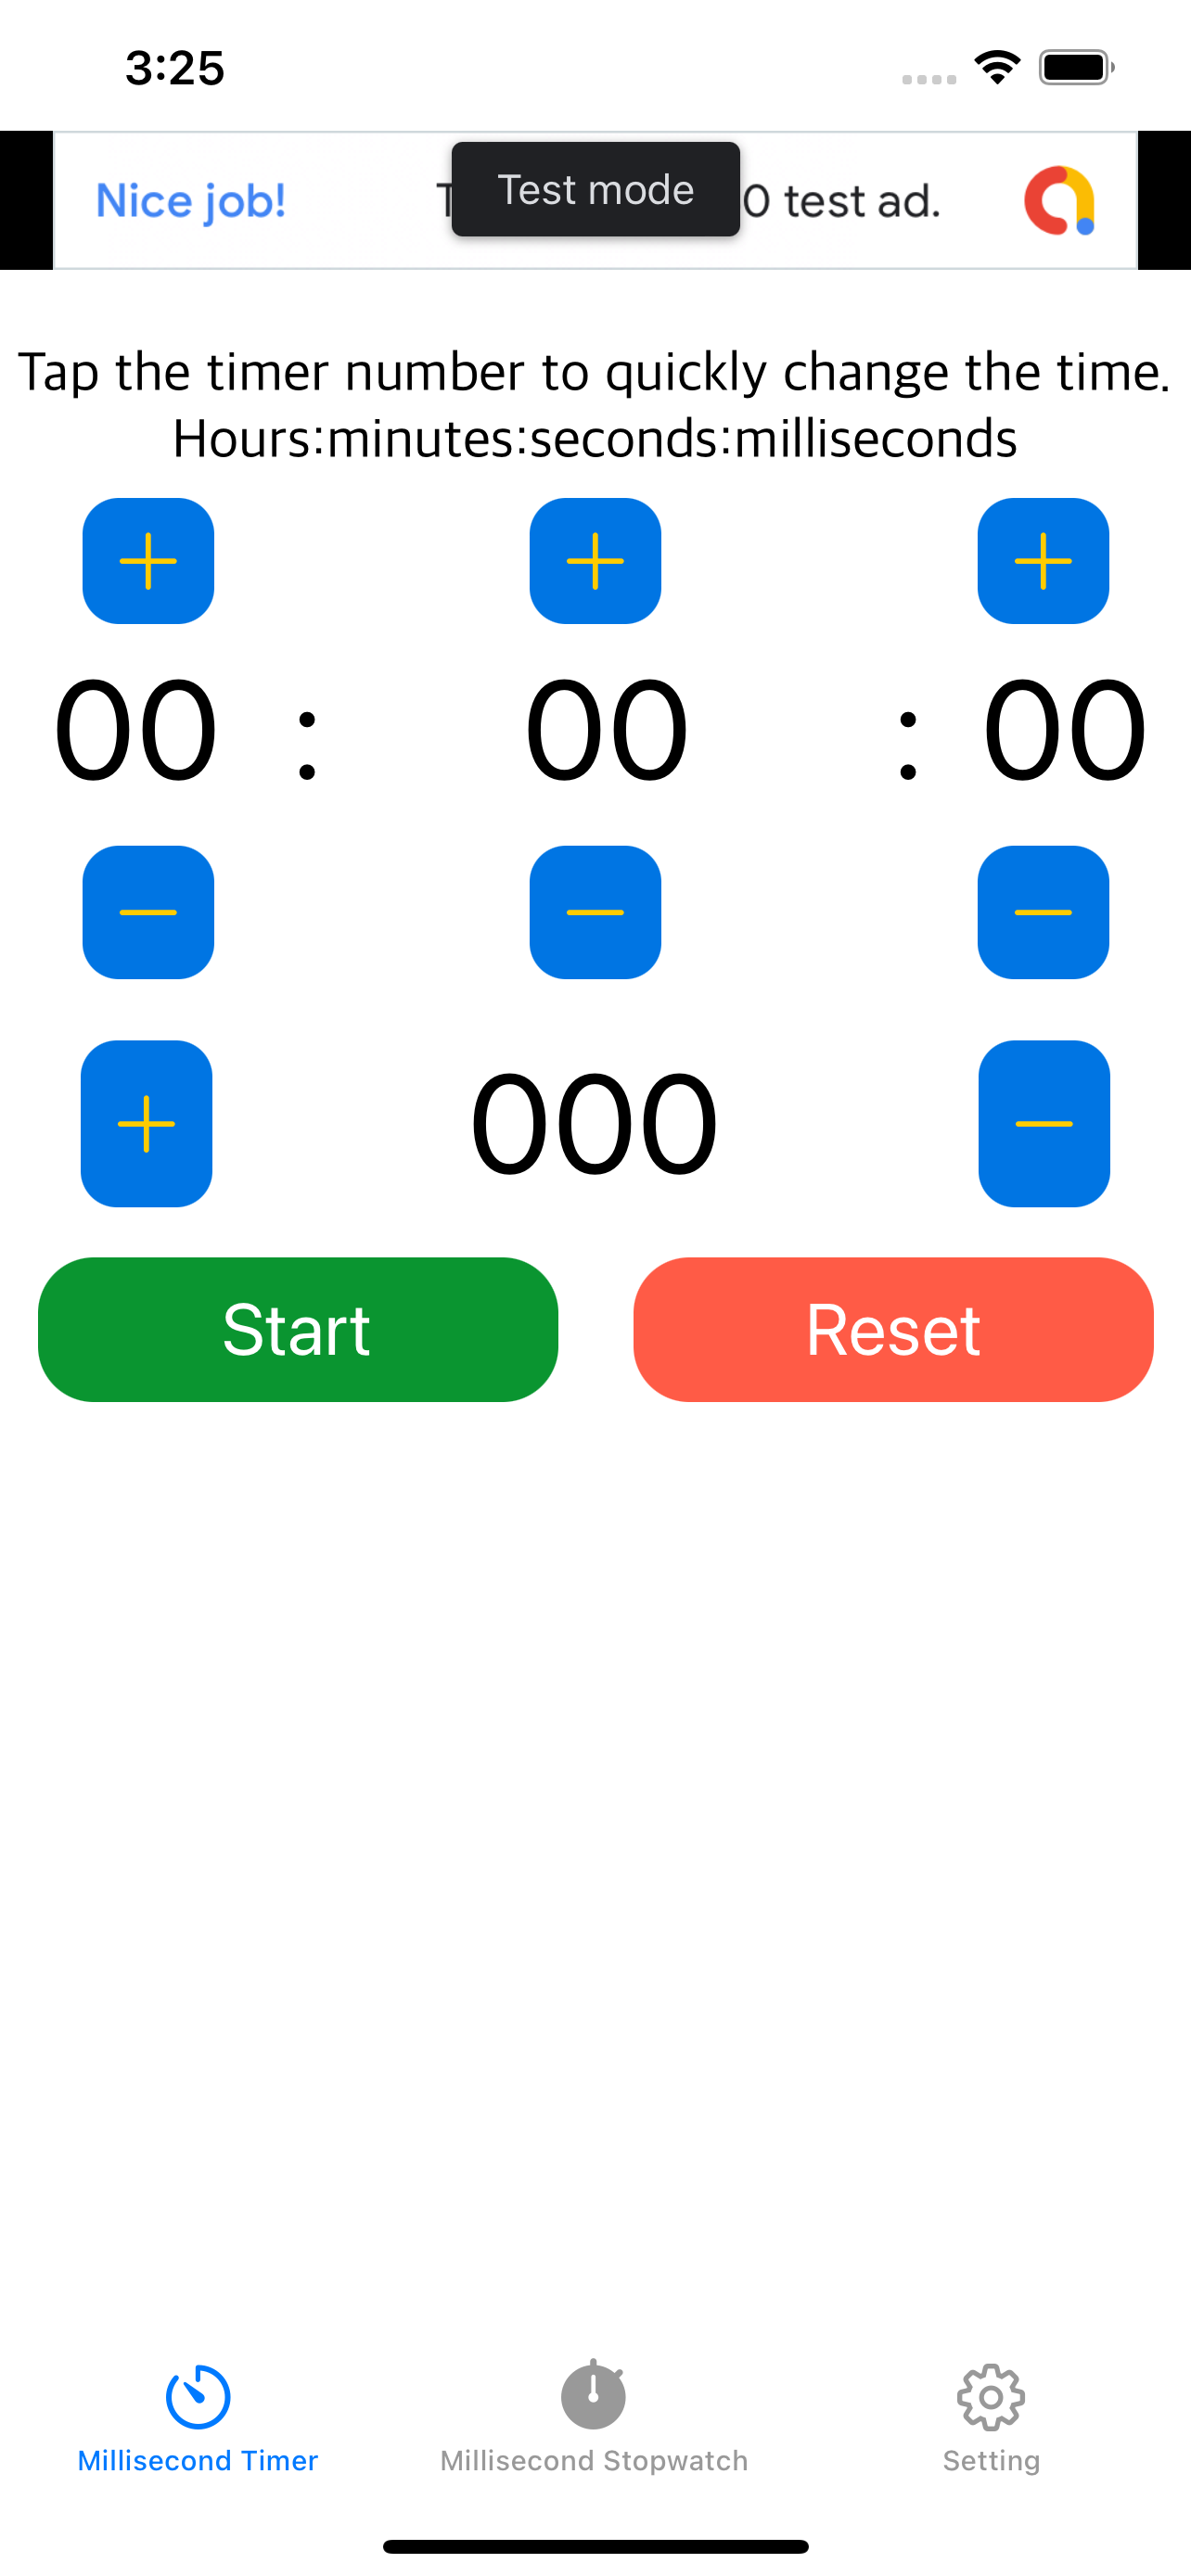 3:25
Nice job!
Test mode
0 test ad.
Tap the timer number to quickly change the time.
Hours:minutes:seconds:milliseconds
00 : 00 : 00
000
Start
Reset
Millisecond Timer
Millisecond Stopwatch
Setting